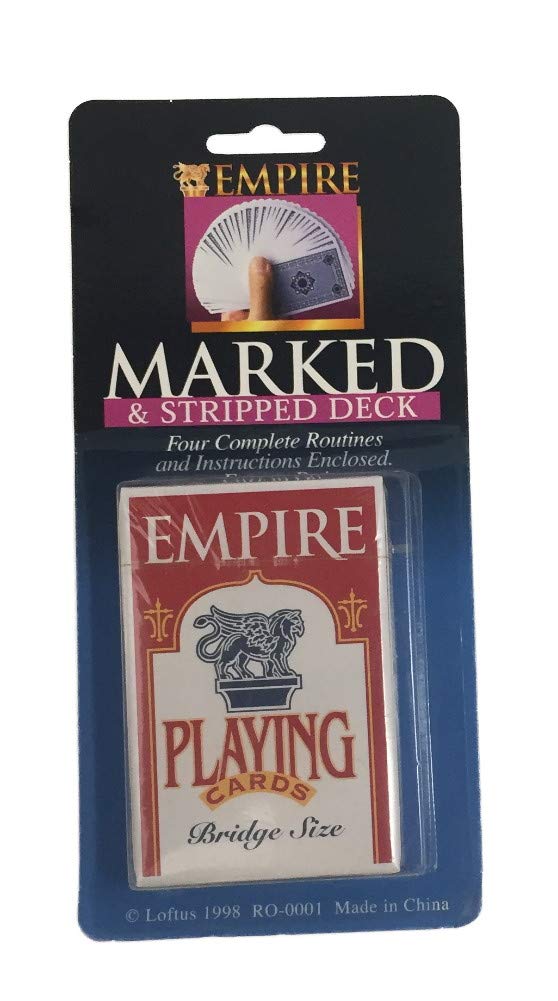 EMPIRE
MARKED
& STRIPPED DECK
Four Complete Routines
and Instructions Enclosed.
EMPIRE
PLAYING
CARDS
Bridge Size
© Loftus 1998 RO-0001 Made in China